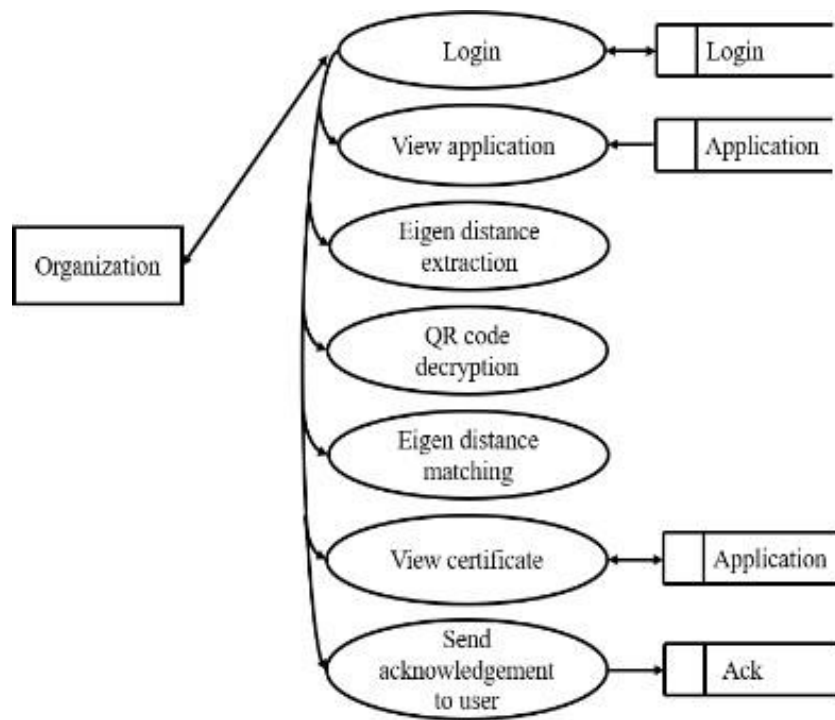 Login
Login
View application
Application
Organization
Eigen distance
extraction
QR code
decryption
Eigen distance
matching
View certificate
Application
Send
acknowledgement
to user
Ack